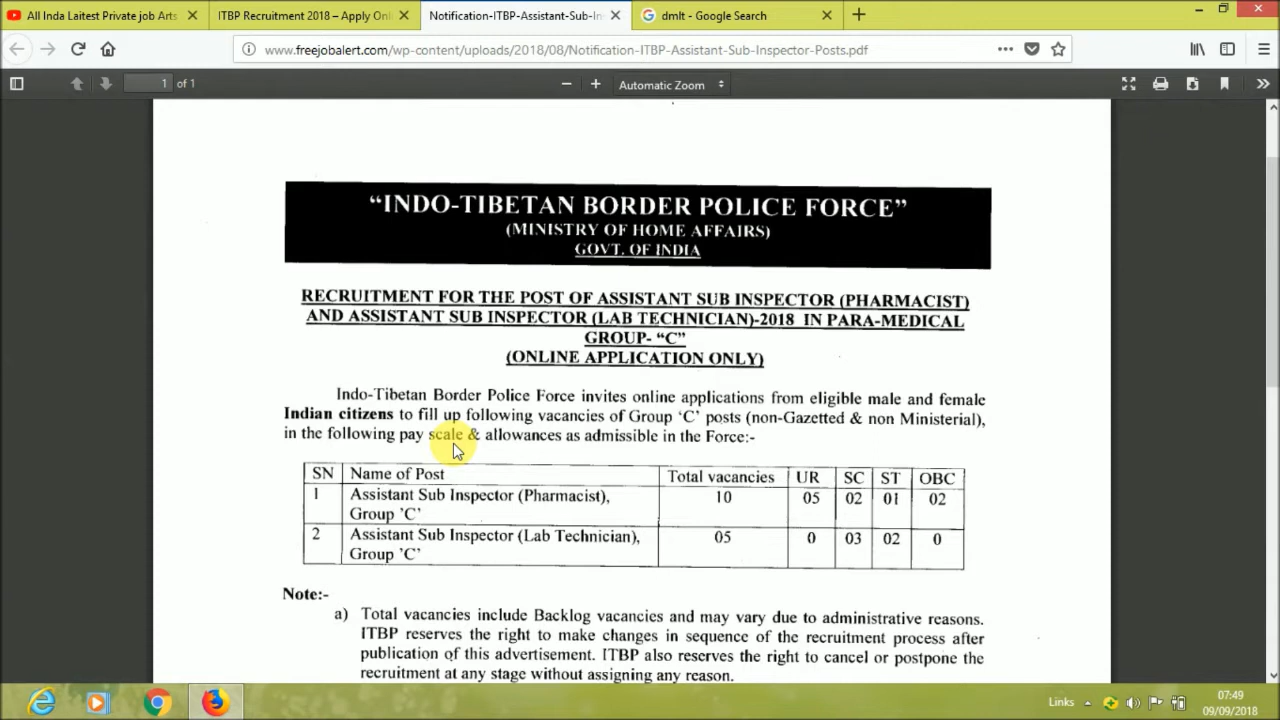 All Inda Laitest Private job Arts
ITBP Recruitment 2018 – Apply Onl
Notification-ITBP-Assistant-Sub-In
dmlt - Google Search
www.freejobalert.com/wp-content/uploads/2018/08/Notification-ITBP-Assistant-Sub-Inspector-Posts.pdf
1 of 1
Automatic Zoom
“INDO-TIBETAN BORDER POLICE FORCE”
(MINISTRY OF HOME AFFAIRS)
GOVT. OF INDIA
RECRUITMENT FOR THE POST OF ASSISTANT SUB INSPECTOR (PHARMACIST)
AND ASSISTANT SUB INSPECTOR (LAB TECHNICIAN)-2018 IN PARA-MEDICAL
GROUP- “C”
(ONLINE APPLICATION ONLY)
Indo-Tibetan Border Police Force invites online applications from eligible male and female
Indian citizens to fill up following vacancies of Group ‘C’ posts (non-Gazetted & non Ministerial),
in the following pay scale & allowances as admissible in the Force:-
SN Name of Post Total vacancies UR SC ST OBC
1 Assistant Sub Inspector (Pharmacist), 10 05 02 01 02
Group ‘C’
2 Assistant Sub Inspector (Lab Technician), 05 0 03 02 0
Group ‘C’
Note:-
a) Total vacancies include Backlog vacancies and may vary due to administrative reasons.
ITBP reserves the right to make changes in sequence of the recruitment process after
publication of this advertisement. ITBP also reserves the right to cancel or postpone the
recruitment at any stage without assigning any reason.
Links
07:49
09/09/2018